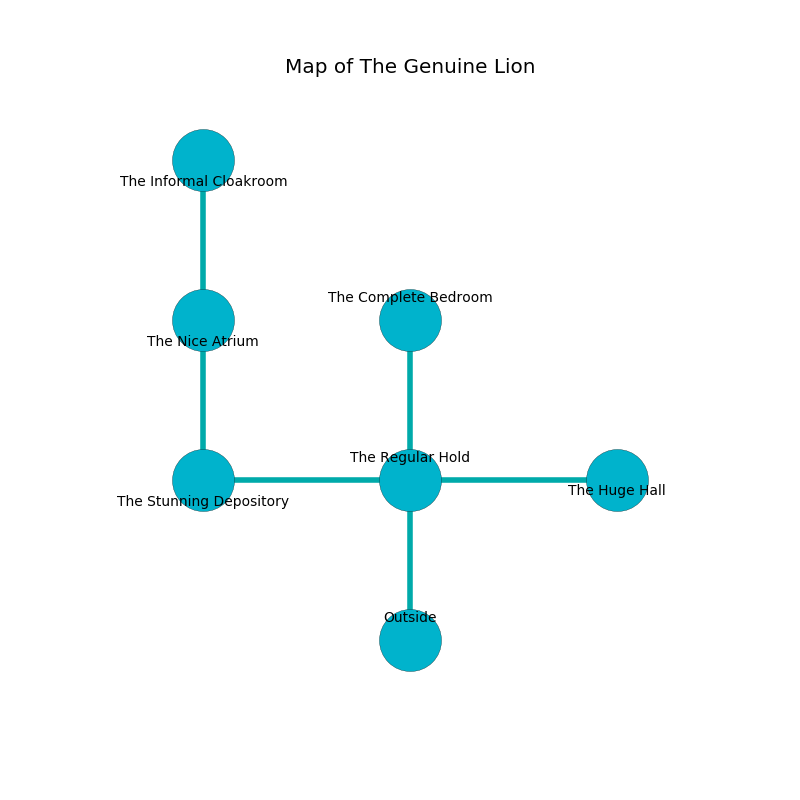 Map of The Genuine Lion
The Informal Cloakroom
The Complete Bedroom
The Nice Atrium
The Regular Hold
The Huge Hall
The Stunning Depository
Outside